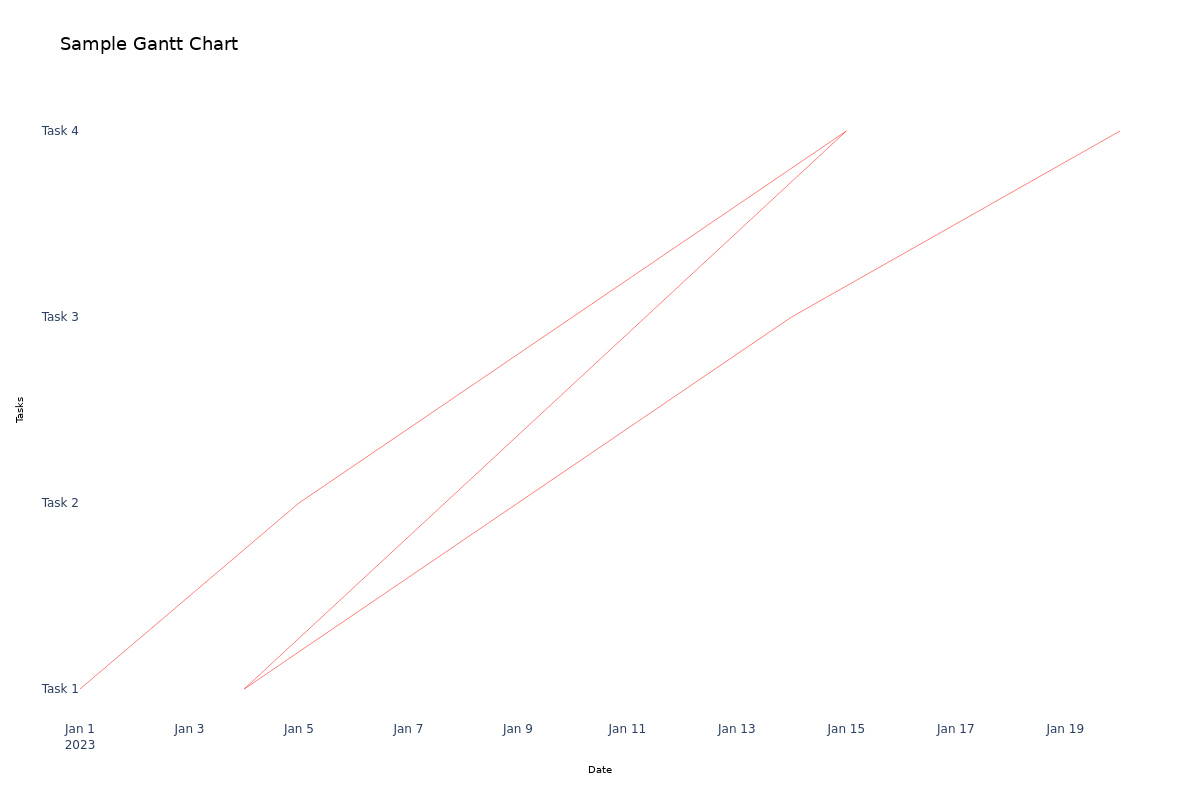 Sample Gantt Chart
Task 4
Task 3
Tasks
Task 2
Task 1
Jan 1 Jan 3 Jan 5 Jan 7 Jan 9 Jan 11 Jan 13 Jan 15 Jan 17 Jan 19
2023
Date